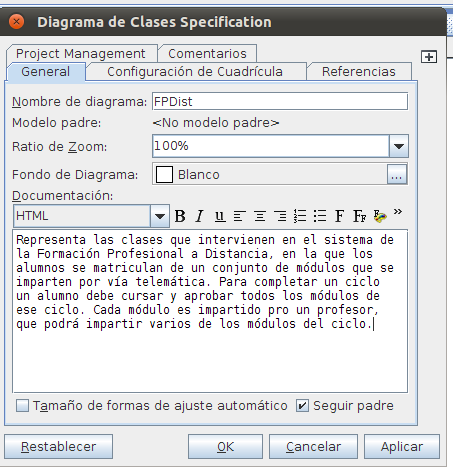 Diagrama de Clases Specification
Project Management Comentarios
General Configuración de Cuadrícula Referencias
Nombre de diagrama: FPDist
Modelo padre: <No modelo padre>
Ratio de Zoom: 100%
Fondo de Diagrama: Blanco ...
Documentación:
HTML B I u F FF »
Representa las clases que intervienen en el sistema de
la Formación Profesional a Distancia, en la que los
alumnos se matriculan de un conjunto de módulos que se
imparten por vía telemática. Para completar un ciclo
un alumno debe cursar y aprobar todos los módulos de
ese ciclo. Cada módulo es impartido pro un profesor,
que podrá impartir varios de los módulos del ciclo.
Tamaño de formas de ajuste automático Seguir padre
Restablecer OK Cancelar Aplicar